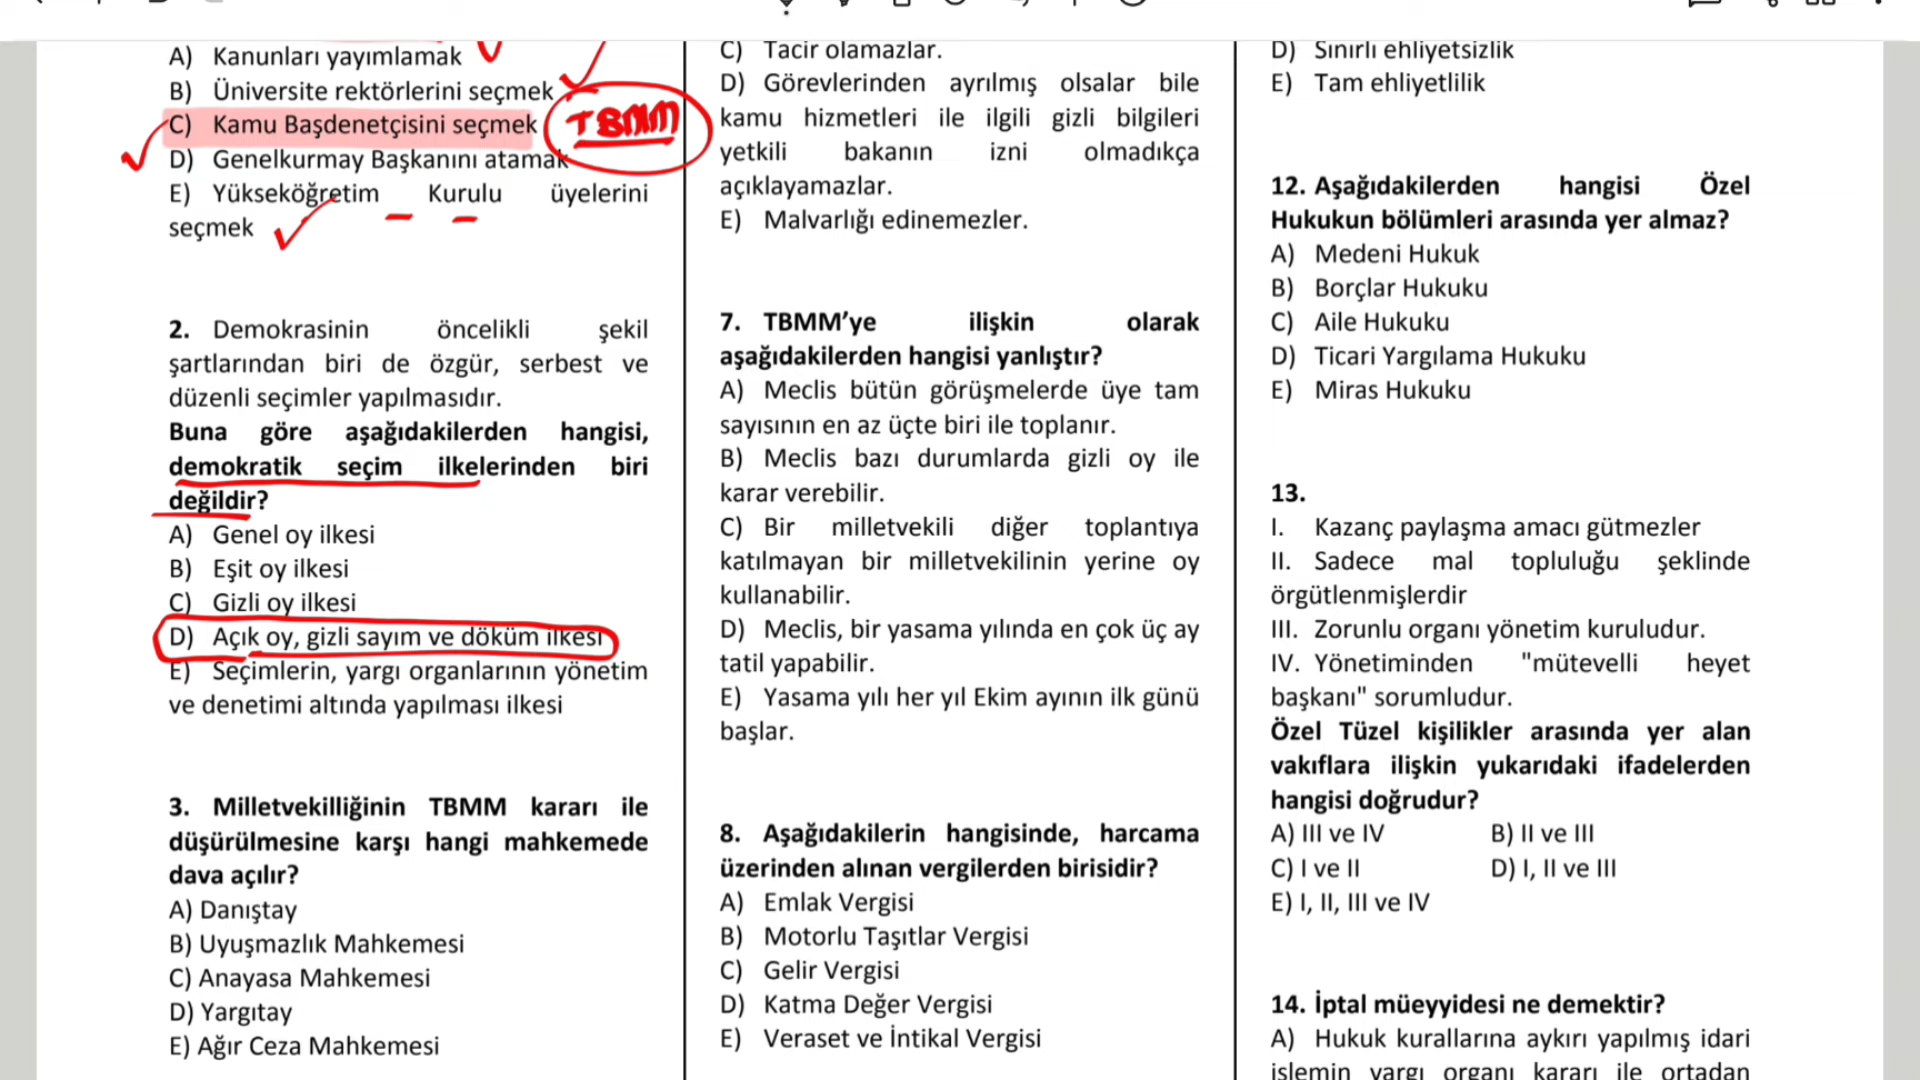 A) Kanunları yayımlamak
B) Üniversite rektörlerini seçmek
C) Kamu Başdenetçisini seçmek TBMM
D) Genelkurmay Başkanını atamak
E) Yükseköğretim Kurulu üyelerini
seçmek
2. Demokrasinin öncelikli şekil
şartlarından biri de özgür, serbest ve
düzenli seçimler yapılmasıdır.
Buna göre aşağıdakilerden hangisi,
demokratik seçim ilkelerinden biri
değildir?
A) Genel oy ilkesi
B) Eşit oy ilkesi
C) Gizli oy ilkesi
D) Açık oy, gizli sayım ve döküm ilkesi
E) Seçimlerin, yargı organlarının yönetim
ve denetimi altında yapılması ilkesi
3. Milletvekilliğinin TBMM kararı ile
düşürülmesine karşı hangi mahkemede
dava açılır?
A) Danıştay
B) Uyuşmazlık Mahkemesi
C) Anayasa Mahkemesi
D) Yargıtay
E) Ağır Ceza Mahkemesi
C) Tacir olamazlar.
D) Görevlerinden ayrılmış olsalar bile
kamu hizmetleri ile ilgili gizli bilgileri
yetkili bakanın izni olmadıkça
açıklayamazlar.
E) Malvarlığı edinemezler.
7. TBMM’ye ilişkin olarak
aşağıdakilerden hangisi yanlıştır?
A) Meclis bütün görüşmelerde üye tam
sayısının en az üçte biri ile toplanır.
B) Meclis bazı durumlarda gizli oy ile
karar verebilir.
C) Bir milletvekili diğer toplantıya
katılmayan bir milletvekilinin yerine oy
kullanabilir.
D) Meclis, bir yasama yılında en çok üç ay
tatil yapabilir.
E) Yasama yılı her yıl Ekim ayının ilk günü
başlar.
8. Aşağıdakilerin hangisinde, harcama
üzerinden alınan vergilerden birisidir?
A) Emlak Vergisi
B) Motorlu Taşıtlar Vergisi
C) Gelir Vergisi
D) Katma Değer Vergisi
E) Veraset ve İntikal Vergisi
D) Sınırlı ehliyetsizlik
E) Tam ehliyetlilik
12. Aşağıdakilerden hangisi Özel
Hukukun bölümleri arasında yer almaz?
A) Medeni Hukuk
B) Borçlar Hukuku
C) Aile Hukuku
D) Ticari Yargılama Hukuku
E) Miras Hukuku
13.
I. Kazanç paylaşma amacı gütmezler
II. Sadece mal topluluğu şeklinde
örgütlenmişlerdir
III. Zorunlu organı yönetim kuruludur.
IV. Yönetiminden "mütevelli heyet
başkanı" sorumludur.
Özel Tüzel kişilikler arasında yer alan
vakıflara ilişkin yukarıdaki ifadelerden
hangisi doğrudur?
A) III ve IV B) II ve III
C) I ve II D) I, II ve III
E) I, II, III ve IV
14. İptal müeyyidesi ne demektir?
A) Hukuk kurallarına aykırı yapılmış idari
işlemin yargı organı kararı ile ortadan